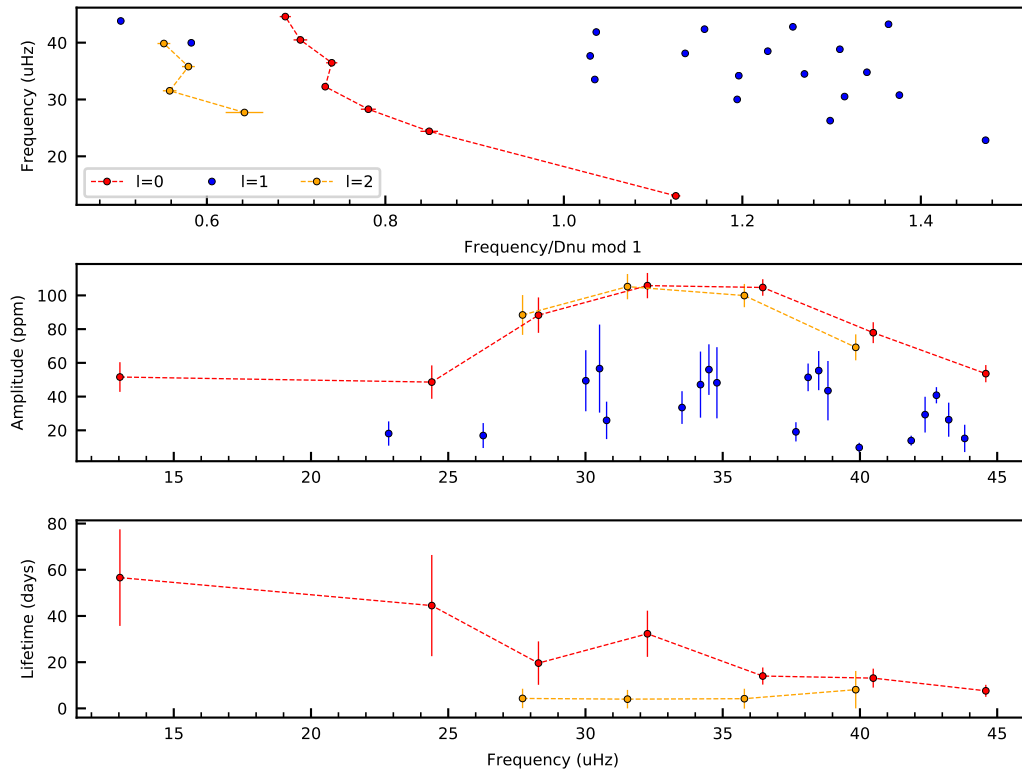 40
30
20
Frequency (uHz)
l=0 l=1 l=2
0.6 0.8 1.0 1.2 1.4
Frequency/Dnu mod 1
100
80
60
40
20
Amplitude (ppm)
15 20 25 30 35 40 45
80
60
40
20
0
Lifetime (days)
15 20 25 30 35 40 45
Frequency (uHz)